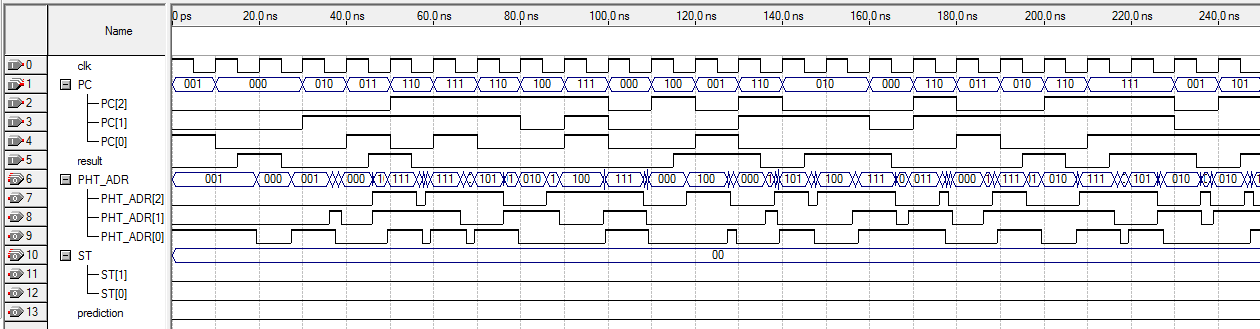 Name
0 ps 20.0 ns 40.0 ns 60.0 ns 80.0 ns 100.0 ns 120.0 ns 140.0 ns 160.0 ns 180.0 ns 200.0 ns 220.0 ns 240.0 ns
0 clk
1 PC 001 000 010 011 110 111 110 100 111 000 100 001 110 010 000 110 011 010 110 111 001 101
2 PC[2]
3 PC[1]
4 PC[0]
5 result
6 PHT_ADR 001 000 001 000 1 111 111 0 101 1 010 1 100 111 000 100 000 101 100 111 0 011 000 111 1 010 111 101 010 010
7 PHT_ADR[2]
8 PHT_ADR[1]
9 PHT_ADR[0]
10 ST 00
11 ST[1]
12 ST[0]
13 prediction